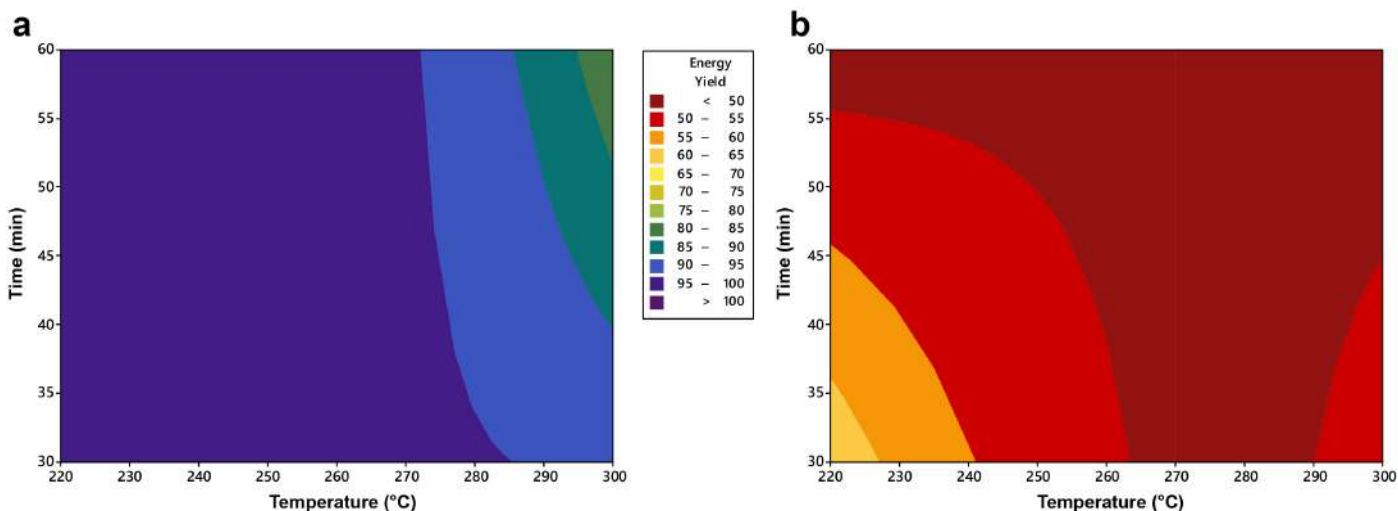 a
60
55
50
45
40
35
30
Time (min)
220 230 240 250 260 270 280 290 300
Temperature (°C)
Energy
Yield
< 50
50 – 55
55 – 60
60 – 65
65 – 70
70 – 75
75 – 80
80 – 85
85 – 90
90 – 95
95 – 100
> 100
b
60
55
50
45
40
35
30
Time (min)
220 230 240 250 260 270 280 290 300
Temperature (°C)